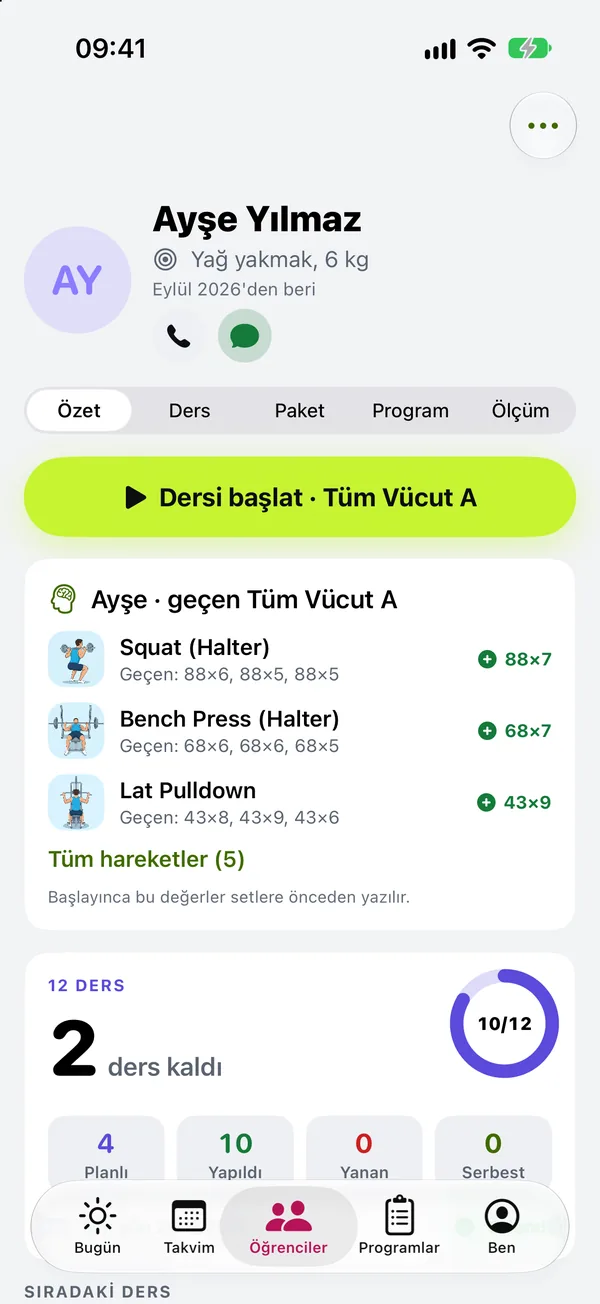 09:41
Ayşe Yılmaz
AY
Yağ yakmak, 6 kg
Eylül 2026'den beri
Özet
Ders
Paket
Program
Ölçüm
Dersi başlat · Tüm Vücut A
Ayşe · geçen Tüm Vücut A
Squat (Halter)
Geçen: 88×6, 88×5, 88×5
88×7
Bench Press (Halter)
Geçen: 68×6, 68×6, 68×5
68×7
Lat Pulldown
Geçen: 43×8, 43×9, 43×6
43×9
Tüm hareketler (5)
Başlayınca bu değerler setlere önceden yazılır.
12 DERS
2 ders kaldı
10/12
4
Planlı
10
Yapıldı
0
Yanan
0
Serbest
Bugün
Takvim
Öğrenciler
Programlar
Ben
SIRADAKİ DERS